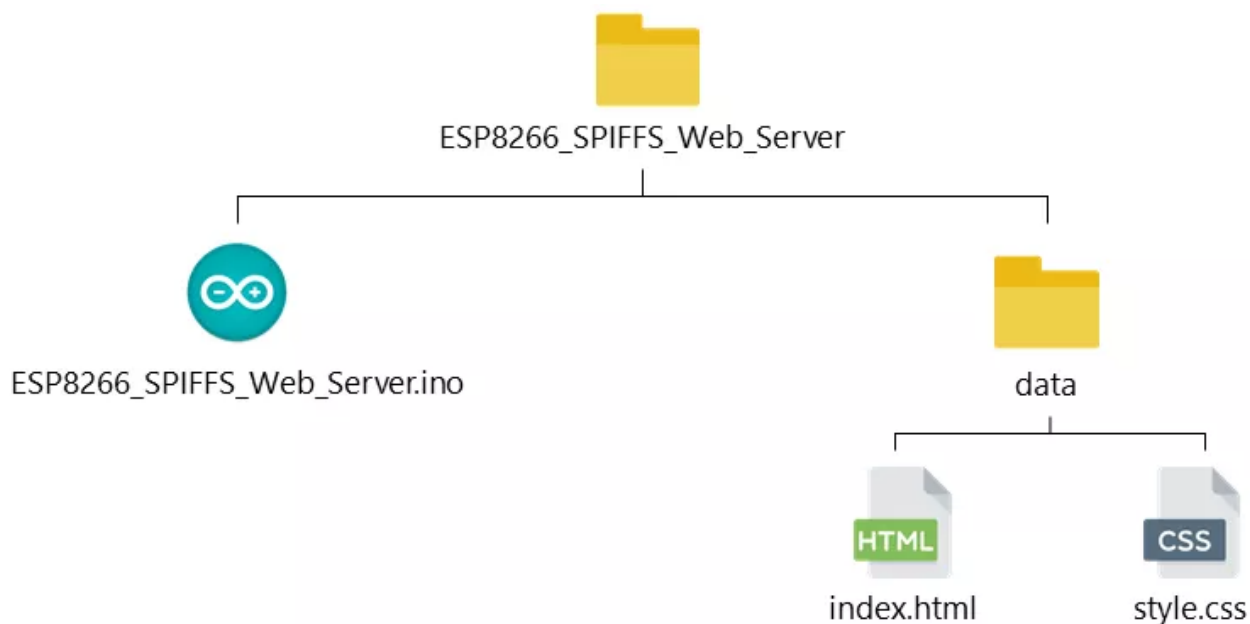 ESP8266_SPIFFS_Web_Server
ESP8266_SPIFFS_Web_Server.ino
data
HTML
CSS
index.html
style.css